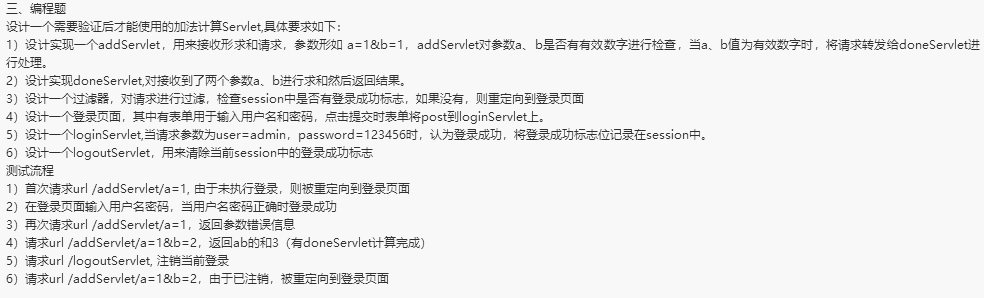 三、编程题
设计一个需要验证后才能使用的加法计算Servlet,具体要求如下：
1）设计实现一个addServlet，用来接收形求和请求，参数形如 a=1&b=1，addServlet对参数a、b是否有有效数字进行检查，当a、b值为有效数字时，将请求转发给doneServlet进
行处理。
2）设计实现doneServlet,对接收到了两个参数a、b进行求和然后返回结果。
3）设计一个过滤器，对请求进行过滤，检查session中是否有登录成功标志，如果没有，则重定向到登录页面
4）设计一个登录页面，其中有表单用于输入用户名和密码，点击提交时表单将post到loginServlet上。
5）设计一个loginServlet,当请求参数为user=admin，password=123456时，认为登录成功，将登录成功标志位记录在session中。
6）设计一个logoutServlet，用来清除当前session中的登录成功标志
测试流程
1）首次请求url /addServlet/a=1, 由于未执行登录，则被重定向到登录页面
2）在登录页面输入用户名密码，当用户名密码正确时登录成功
3）再次请求url /addServlet/a=1，返回参数错误信息
4）请求url /addServlet/a=1&b=2，返回ab的和3（有doneServlet计算完成）
5）请求url /logoutServlet, 注销当前登录
6）请求url /addServlet/a=1&b=2，由于已注销，被重定向到登录页面